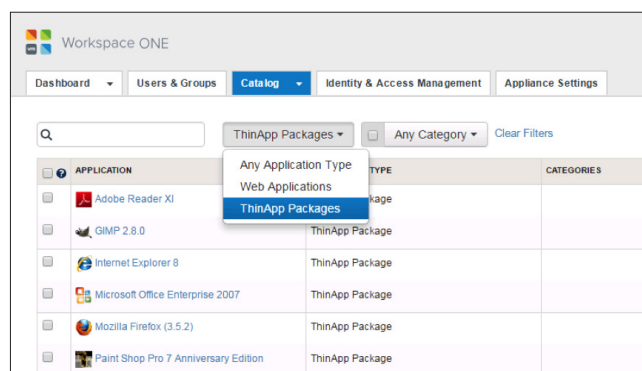 Workspace ONE
Dashboard Users & Groups Catalog Identity & Access Management Appliance Settings
ThinApp Packages Any Category Clear Filters
Any Application Type
Web Applications
ThinApp Packages
APPLICATION TYPE CATEGORIES
Adobe Reader XI kage
GIMP 2.8.0 ThinApp Package
Internet Explorer 8 ThinApp Package
Microsoft Office Enterprise 2007 ThinApp Package
Mozilla Firefox (3.5.2) ThinApp Package
Paint Shop Pro 7 Anniversary Edition ThinApp Package